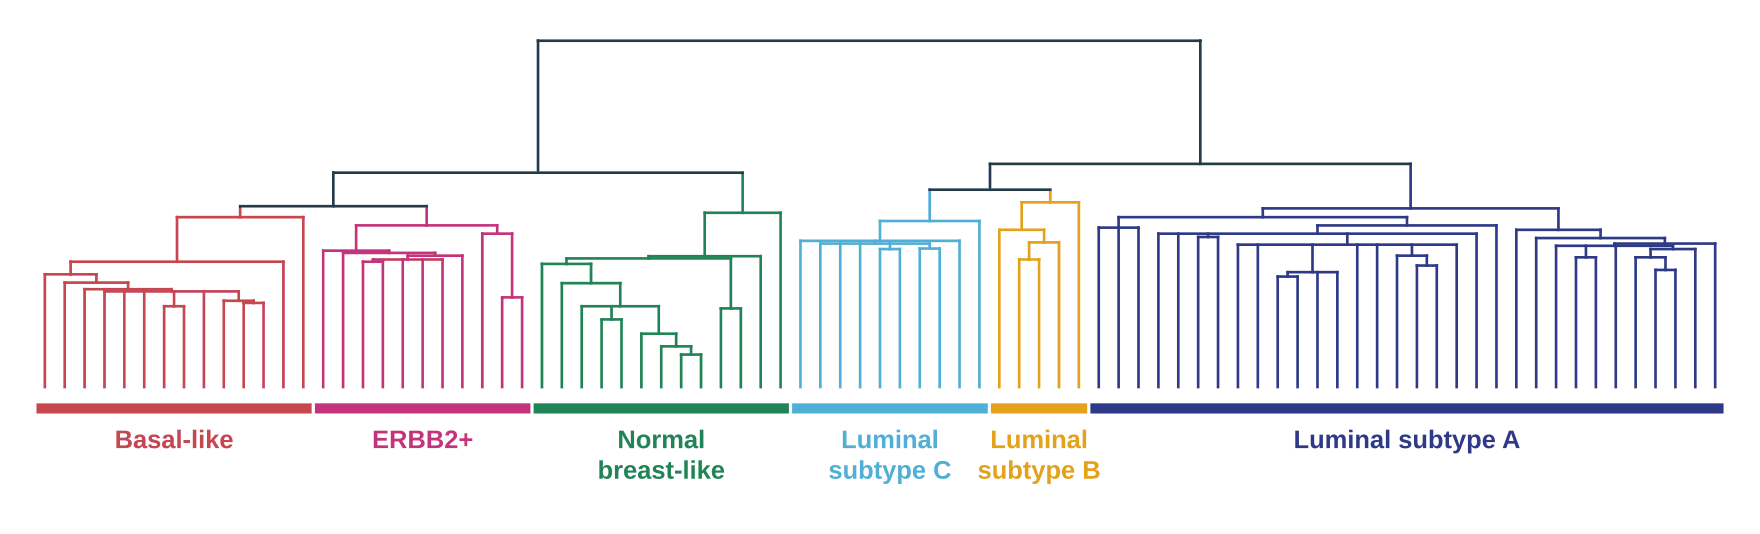 Basal-like
ERBB2+
Normal
breast-like
Luminal
subtype C
Luminal
subtype B
Luminal subtype A